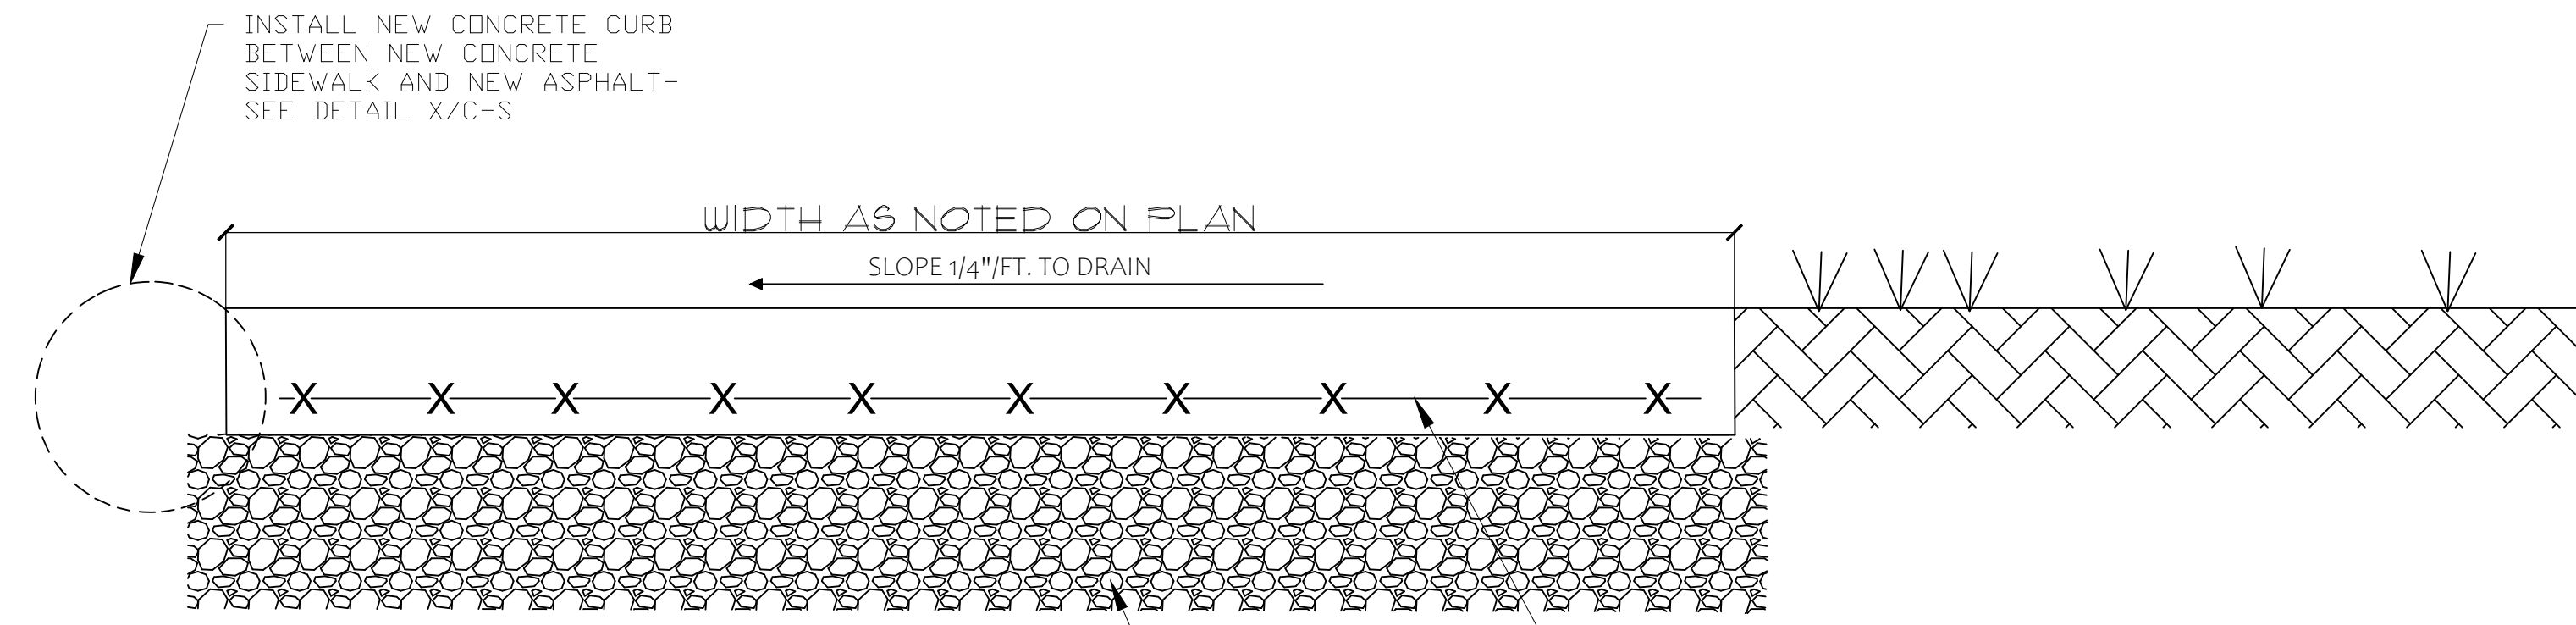 INSTALL NEW CONCRETE CURB
BETWEEN NEW CONCRETE
SIDEWALK AND NEW ASPHALT-
SEE DETAIL X/C-S
WIDTH AS NOTED ON PLAN
SLOPE 1/4"/FT. TO DRAIN
X X X X X X X X X X